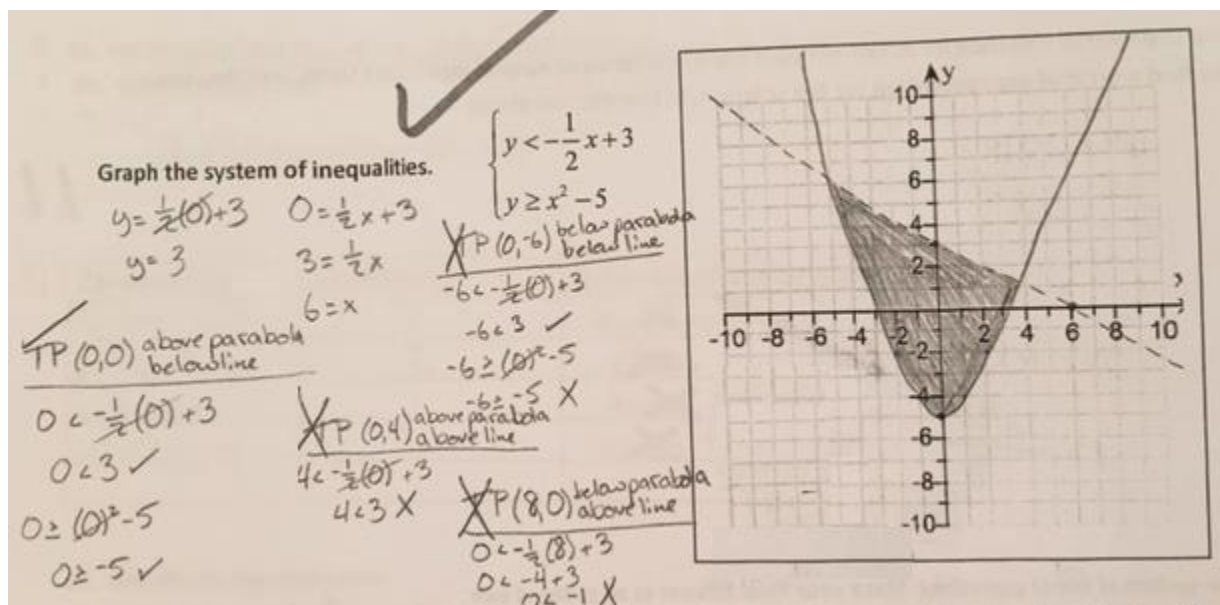 Graph the system of inequalities.
y < -1/2 x + 3
y ≥ x² - 5
y = 1/2(0) + 3
y = 3
0 = 1/2 x + 3
3 = 1/2 x
6 = x
TP (0,0) above parabola
below line
0 < -1/2(0) + 3
0 < 3 ✓
0 ≥ (0)² - 5
0 ≥ -5 ✓
TP (0,4) above parabola
above line
4 < -1/2(0) + 3
4 < 3 X
TP (0,-6) below parabola
below line
-6 < -1/2(0) + 3
-6 < 3 ✓
-6 ≥ (0)² - 5
-6 ≥ -5 X
TP (8,0) below parabola
above line
0 < -1/2(8) + 3
0 < -4 + 3
0 < -1 X
y
10
8
6
4
2
-10 -8 -6 -4 -2 2 4 6 8 10
-2
-4
-6
-8
-10